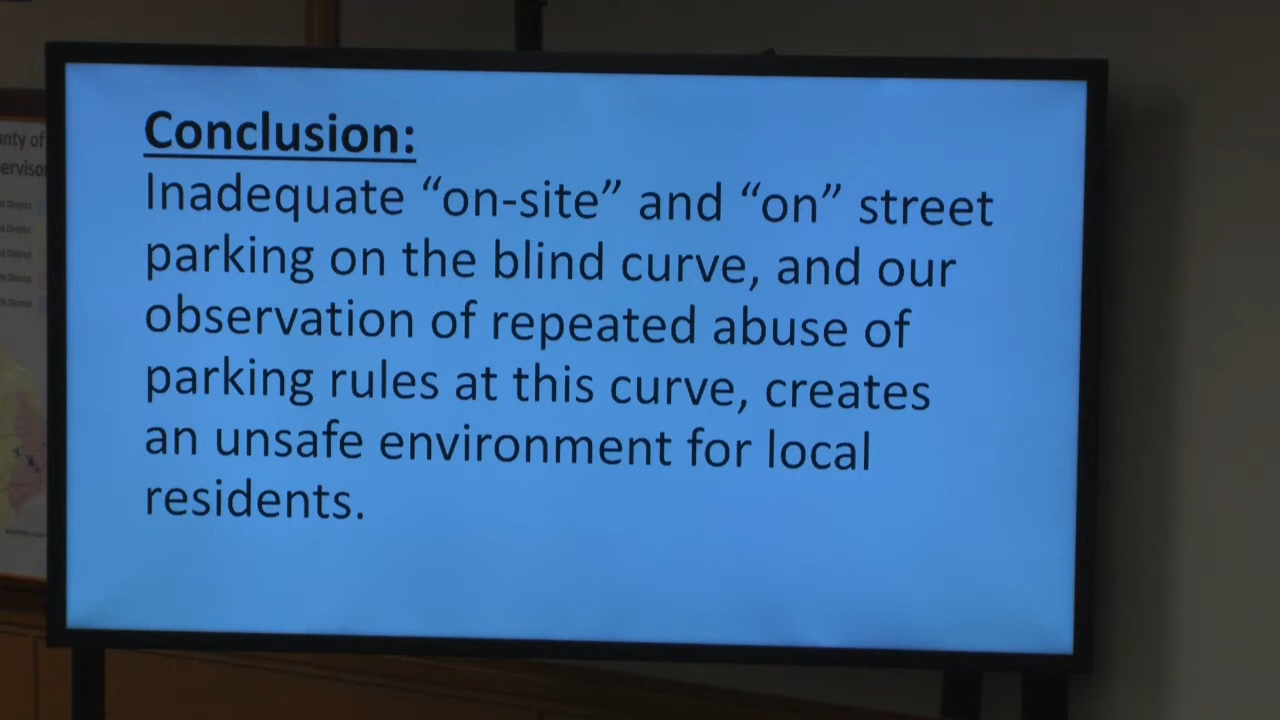 Conclusion:
Inadequate “on-site” and “on” street
parking on the blind curve, and our
observation of repeated abuse of
parking rules at this curve, creates
an unsafe environment for local
residents.